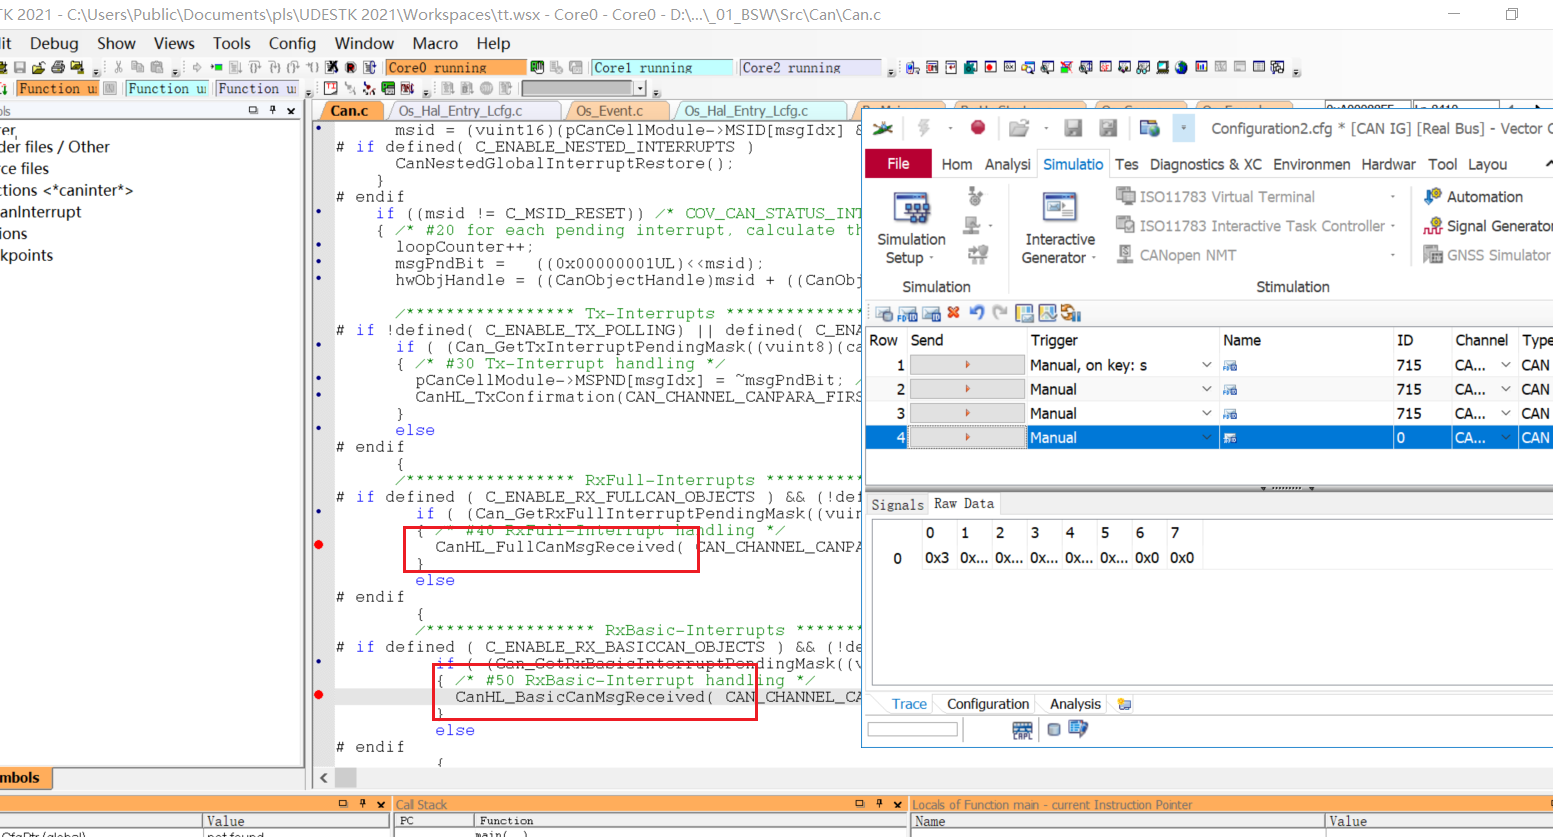 TK 2021 - C:\Users\Public\Documents\pls\UDESTK 2021\Workspaces\tt.wsx - Core0 - Core0 - D:\...\_01_BSW\Src\Can\Can.c
it Debug Show Views Tools Config Window Macro Help
Core0 running Core1 running Core2 running
Function Function Function
ols
Can.c Os_Hal_Entry_Lcfg.c Os_Event.c Os_Hal_Entry_Lcfg.c
er,
der files / Other
rce files
ctions <*caninter*>
anInterrupt
ions
kpoints
mbols
msid = (vuint16)(pCanCellModule->MSID[msgIdx] &
# if defined( C_ENABLE_NESTED_INTERRUPTS )
CanNestedGlobalInterruptRestore();
}
# endif
if ((msid != C_MSID_RESET)) /* COV_CAN_STATUS_INT
{ /* #20 for each pending interrupt, calculate th
loopCounter++;
msgPndBit = ((0x00000001UL)<<msid);
hwObjHandle = ((CanObjectHandle)msid + ((CanObj
/***************** Tx-Interrupts **************
# if !defined( C_ENABLE_TX_POLLING) || defined( C_ENA
if ( (Can_GetTxInterruptPendingMask((vuint8)(ca
{ /* #30 Tx-Interrupt handling */
pCanCellModule->MSPND[msgIdx] = ~msgPndBit; /
CanHL_TxConfirmation(CAN_CHANNEL_CANPARA_FIRS
}
else
# endif
{
/***************** RxFull-Interrupts ***********
# if defined ( C_ENABLE_RX_FULLCAN_OBJECTS ) && (!def
if ( (Can_GetRxFullInterruptPendingMask((vuin
{ /* #40 RxFull-Interrupt handling */
CanHL_FullCanMsgReceived( CAN_CHANNEL_CANPA
}
else
# endif
{
/***************** RxBasic-Interrupts *******
# if defined ( C_ENABLE_RX_BASICCAN_OBJECTS ) && (!de
if ( (Can_GetRxBasicInterruptPendingMask((v
{ /* #50 RxBasic-Interrupt handling */
CanHL_BasicCanMsgReceived( CAN_CHANNEL_CA
}
else
# endif
{
Configuration2.cfg * [CAN IG] [Real Bus] - Vector C
File Hom Analysi Simulatio Tes Diagnostics & XC Environmen Hardwar Tool Layou
Simulation
Setup
Simulation
Interactive
Generator
ISO11783 Virtual Terminal
ISO11783 Interactive Task Controller
CANopen NMT
Stimulation
Automation
Signal Generator
GNSS Simulator
Row Send Trigger Name ID Channel Type
1 Manual, on key: s 715 CA... CAN
2 Manual 715 CA... CAN
3 Manual 715 CA... CAN
4 Manual 0 CA... CAN
Signals Raw Data
0 1 2 3 4 5 6 7
0 0x3 0x... 0x... 0x... 0x... 0x... 0x0 0x0
Trace Configuration Analysis
CAPL
Call Stack
Locals of Function main - current Instruction Pointer
Value PC Function Name Value